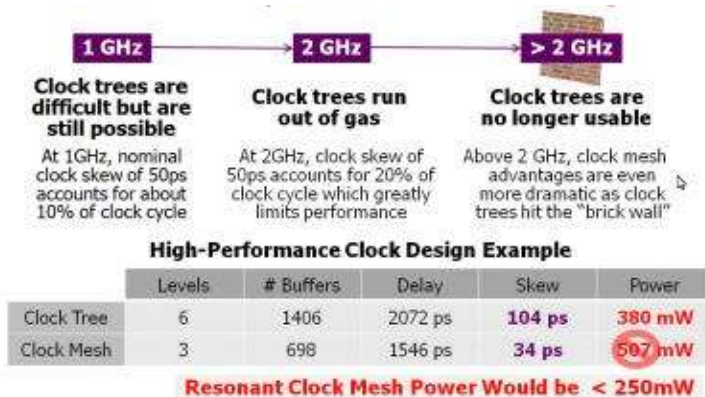 1 GHz 2 GHz > 2 GHz
Clock trees are
difficult but are
still possible
At 1GHz, nominal
clock skew of 50ps
accounts for about
10% of clock cycle
Clock trees run
out of gas
At 2GHz, clock skew of
50ps accounts for 20% of
clock cycle which greatly
limits performance
Clock trees are
no longer usable
Above 2 GHz, clock mesh
advantages are even
more dramatic as clock
trees hit the "brick wall"
High-Performance Clock Design Example
Levels # Buffers Delay Skew Power
Clock Tree 6 1406 2072 ps 104 ps 380 mW
Clock Mesh 3 698 1546 ps 34 ps 507 mW
Resonant Clock Mesh Power Would be < 250mW